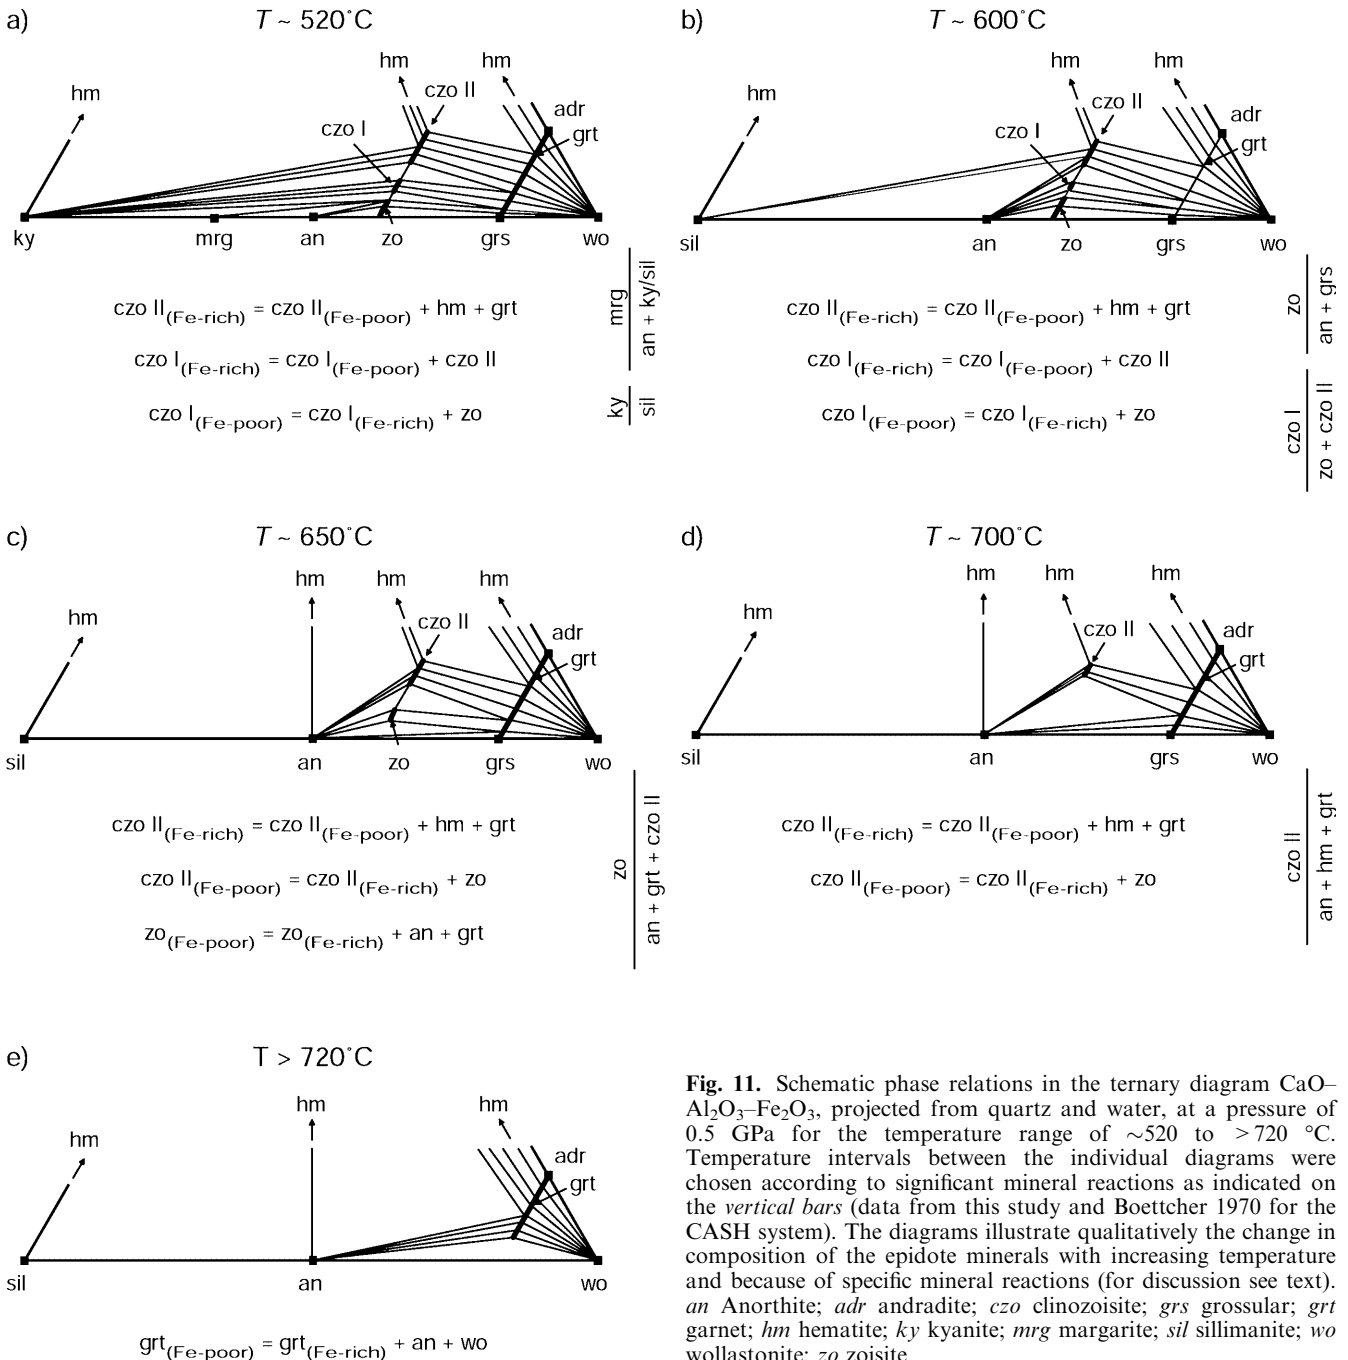 a)
T ~ 520°C
hm
hm
hm
czo II
czo I
adr
grt
ky
mrg
an
zo
grs
wo
czo II(Fe-rich) = czo II(Fe-poor) + hm + grt
czo I(Fe-rich) = czo I(Fe-poor) + czo II
czo I(Fe-poor) = czo I(Fe-rich) + zo
mrg
an + ky/sil
ky
sil
b)
T ~ 600°C
hm
hm
hm
czo II
czo I
adr
grt
sil
an
zo
grs
wo
czo II(Fe-rich) = czo II(Fe-poor) + hm + grt
czo I(Fe-rich) = czo I(Fe-poor) + czo II
czo I(Fe-poor) = czo I(Fe-rich) + zo
zo
an + grs
czo I
zo + czo II
c)
T ~ 650°C
hm
hm
hm
hm
czo II
adr
grt
sil
an
zo
grs
wo
czo II(Fe-rich) = czo II(Fe-poor) + hm + grt
czo II(Fe-poor) = czo II(Fe-rich) + zo
zo(Fe-poor) = zo(Fe-rich) + an + grt
zo
an + grt + czo II
d)
T ~ 700°C
hm
hm
hm
hm
czo II
adr
grt
sil
an
grs
wo
czo II(Fe-rich) = czo II(Fe-poor) + hm + grt
czo II(Fe-poor) = czo II(Fe-rich) + zo
czo II
an + hm + grt
e)
T > 720°C
hm
hm
hm
adr
grt
sil
an
wo
grt(Fe-poor) = grt(Fe-rich) + an + wo
Fig. 11. Schematic phase relations in the ternary diagram CaO–
Al2O3–Fe2O3, projected from quartz and water, at a pressure of
0.5 GPa for the temperature range of ~520 to >720 °C.
Temperature intervals between the individual diagrams were
chosen according to significant mineral reactions as indicated on
the vertical bars (data from this study and Boettcher 1970 for the
CASH system). The diagrams illustrate qualitatively the change in
composition of the epidote minerals with increasing temperature
and because of specific mineral reactions (for discussion see text).
an Anorthite; adr andradite; czo clinozoisite; grs grossular; grt
garnet; hm hematite; ky kyanite; mrg margarite; sil sillimanite; wo
wollastonite; zo zoisite